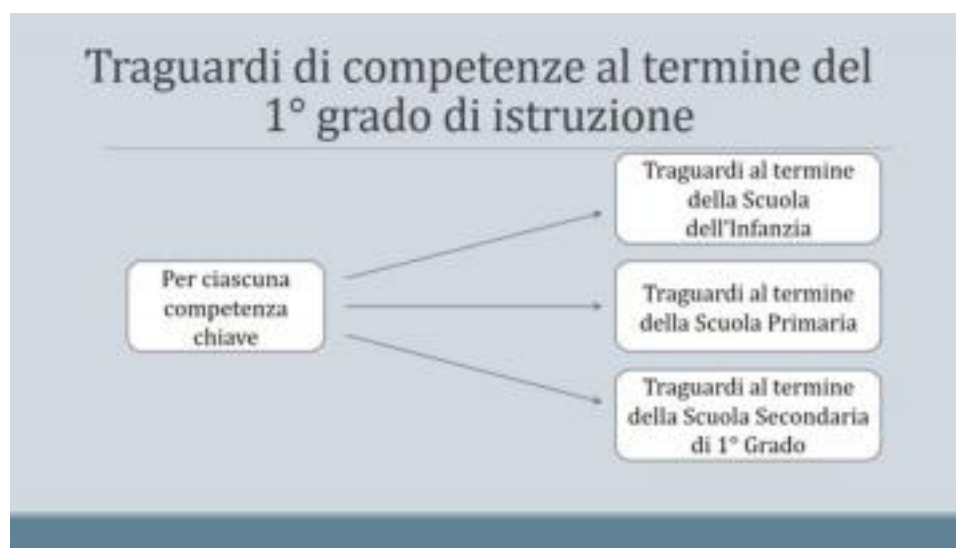 Traguardi di competenze al termine del
1° grado di istruzione
Per ciascuna
competenza
chiave
Traguardi al termine
della Scuola
dell'Infanzia
Traguardi al termine
della Scuola Primaria
Traguardi al termine
della Scuola Secondaria
di 1° Grado